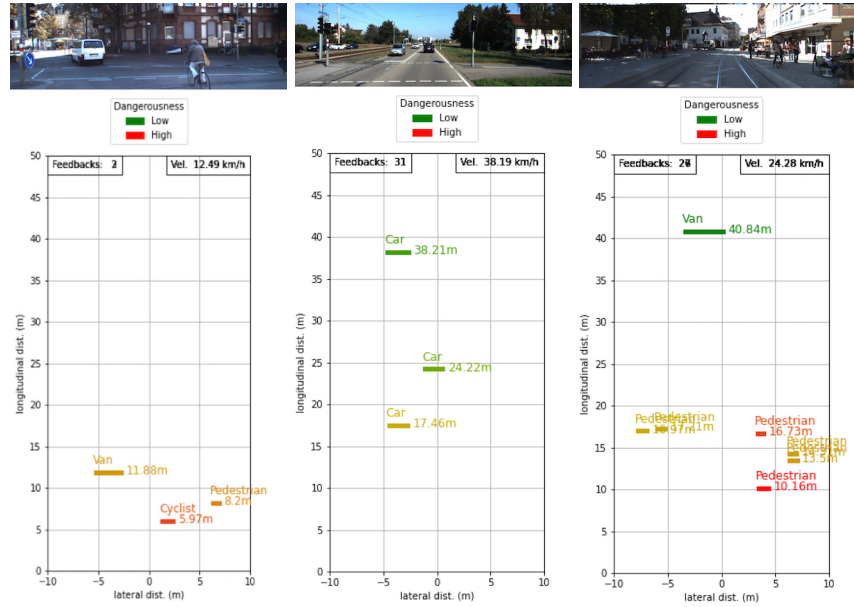 Dangerousness
Low
High
Feedbacks:
Vel. 12.49 km/h
50
45
40
35
30
25
20
15
10
5
0
longitudinal dist. (m)
Van
11.88m
Pedestrian
8.2m
Cyclist
5.97m
−10 −5 0 5 10
lateral dist. (m)
Dangerousness
Low
High
Feedbacks: 31
Vel. 38.19 km/h
50
45
40
35
30
25
20
15
10
5
0
longitudinal dist. (m)
Car
38.21m
Car
24.22m
Car
17.46m
−10 −5 0 5 10
lateral dist. (m)
Dangerousness
Low
High
Feedbacks:
Vel. 24.28 km/h
50
45
40
35
30
25
20
15
10
5
0
longitudinal dist. (m)
Van
40.84m
Pedestrian
Pedestrian
Pedestrian
16.73m
Pedestrian
Pedestrian
Pedestrian
10.16m
−10 −5 0 5 10
lateral dist. (m)